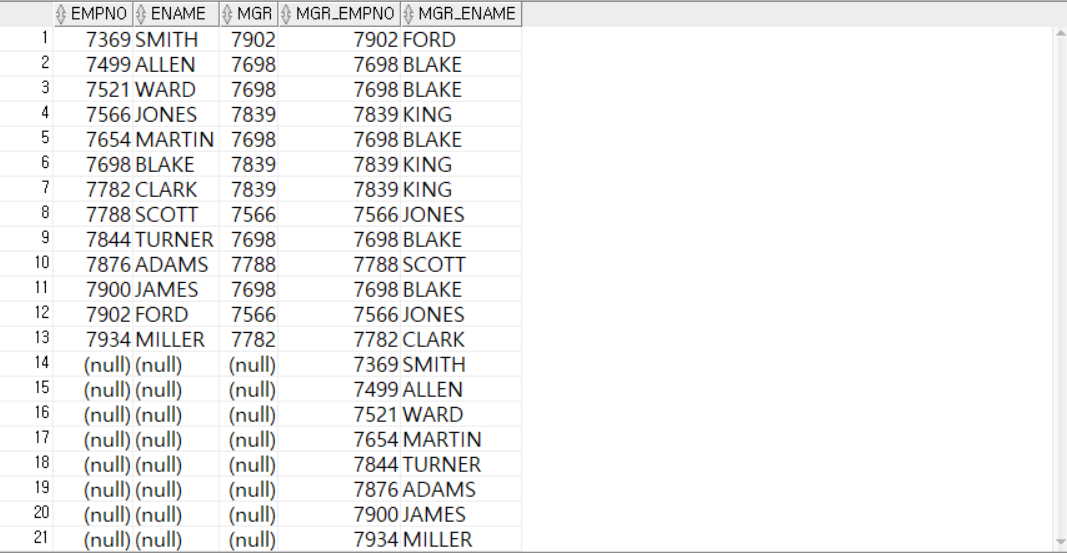 EMPNO ENAME MGR MGR_EMPNO MGR_ENAME
1 7369 SMITH 7902 7902 FORD
2 7499 ALLEN 7698 7698 BLAKE
3 7521 WARD 7698 7698 BLAKE
4 7566 JONES 7839 7839 KING
5 7654 MARTIN 7698 7698 BLAKE
6 7698 BLAKE 7839 7839 KING
7 7782 CLARK 7839 7839 KING
8 7788 SCOTT 7566 7566 JONES
9 7844 TURNER 7698 7698 BLAKE
10 7876 ADAMS 7788 7788 SCOTT
11 7900 JAMES 7698 7698 BLAKE
12 7902 FORD 7566 7566 JONES
13 7934 MILLER 7782 7782 CLARK
14 (null) (null) (null) 7369 SMITH
15 (null) (null) (null) 7499 ALLEN
16 (null) (null) (null) 7521 WARD
17 (null) (null) (null) 7654 MARTIN
18 (null) (null) (null) 7844 TURNER
19 (null) (null) (null) 7876 ADAMS
20 (null) (null) (null) 7900 JAMES
21 (null) (null) (null) 7934 MILLER